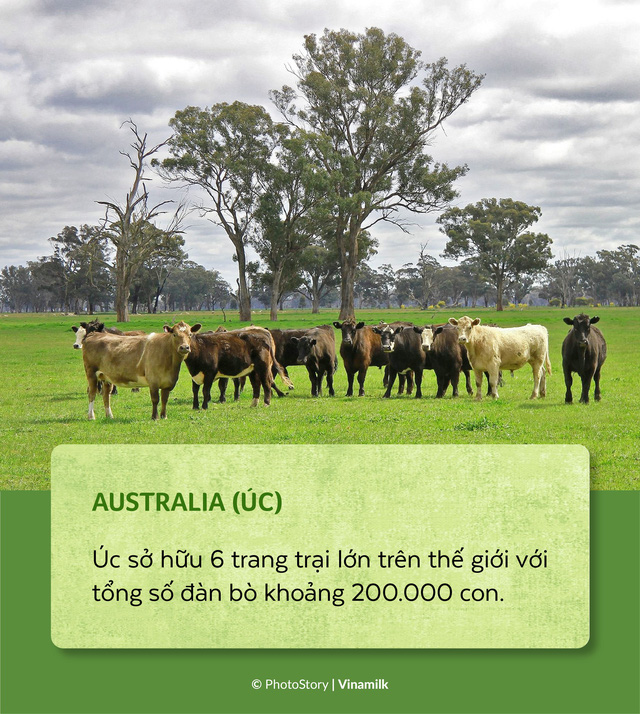 AUSTRALIA (ÚC)
Úc sở hữu 6 trang trại lớn trên thế giới với
tổng số đàn bò khoảng 200.000 con.
© PhotoStory | Vinamilk